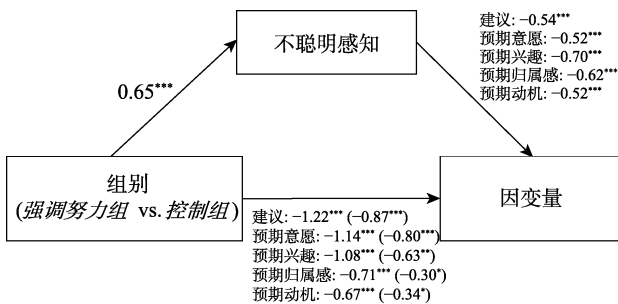 不聪明感知
建议: −0.54***
预期意愿: −0.52***
预期兴趣: −0.70***
预期归属感: −0.62***
预期动机: −0.52***
0.65***
组别
(强调努力组 vs. 控制组)
因变量
建议: −1.22*** (−0.87***)
预期意愿: −1.14*** (−0.80***)
预期兴趣: −1.08*** (−0.63**)
预期归属感: −0.71*** (−0.30*)
预期动机: −0.67*** (−0.34*)